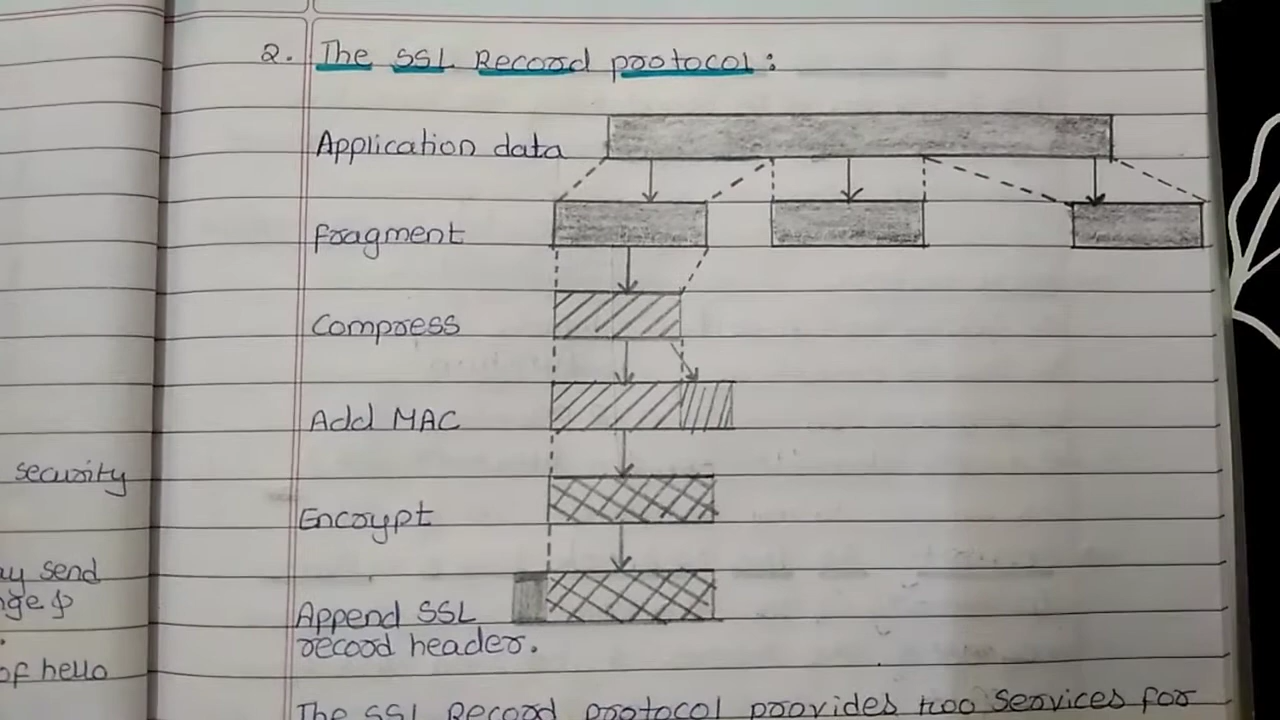 2. The SSL Record protocol:
Application data
fragment
Compress
Add MAC
security
Encrypt
ay send
Append SSL
record header.
of hello
The SSL Record protocol provides two services for